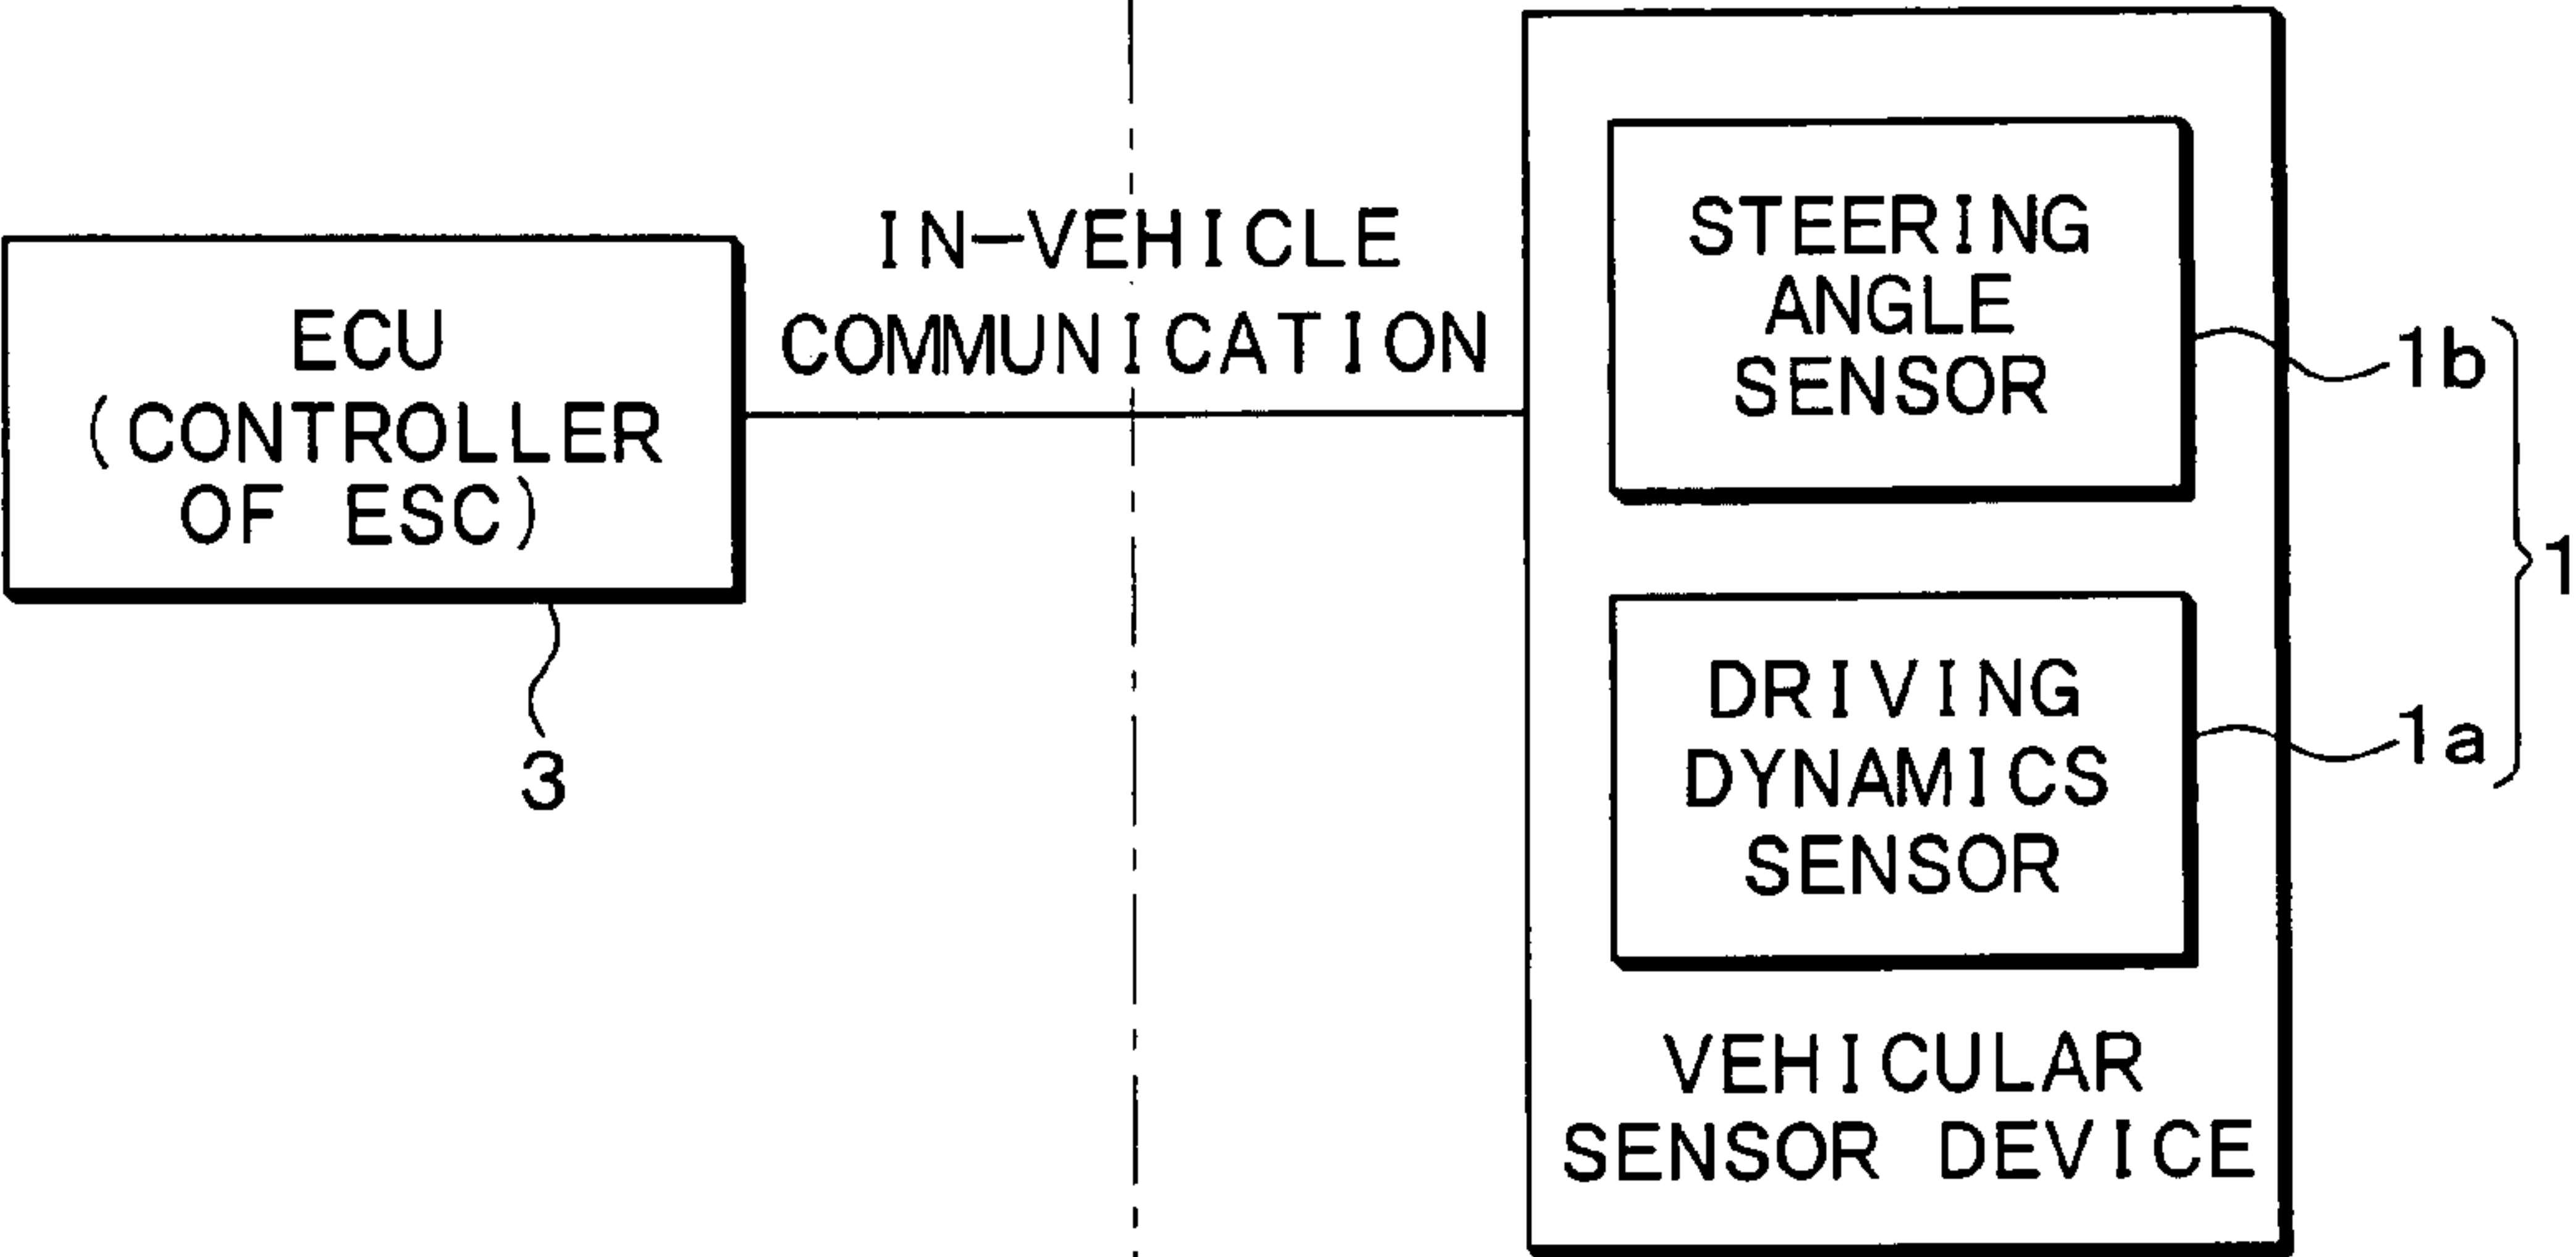 ECU
(CONTROLLER
OF ESC)
3
IN-VEHICLE
COMMUNICATION
STEERING
ANGLE
SENSOR
1b
DRIVING
DYNAMICS
SENSOR
1a
1
VEHICULAR
SENSOR DEVICE